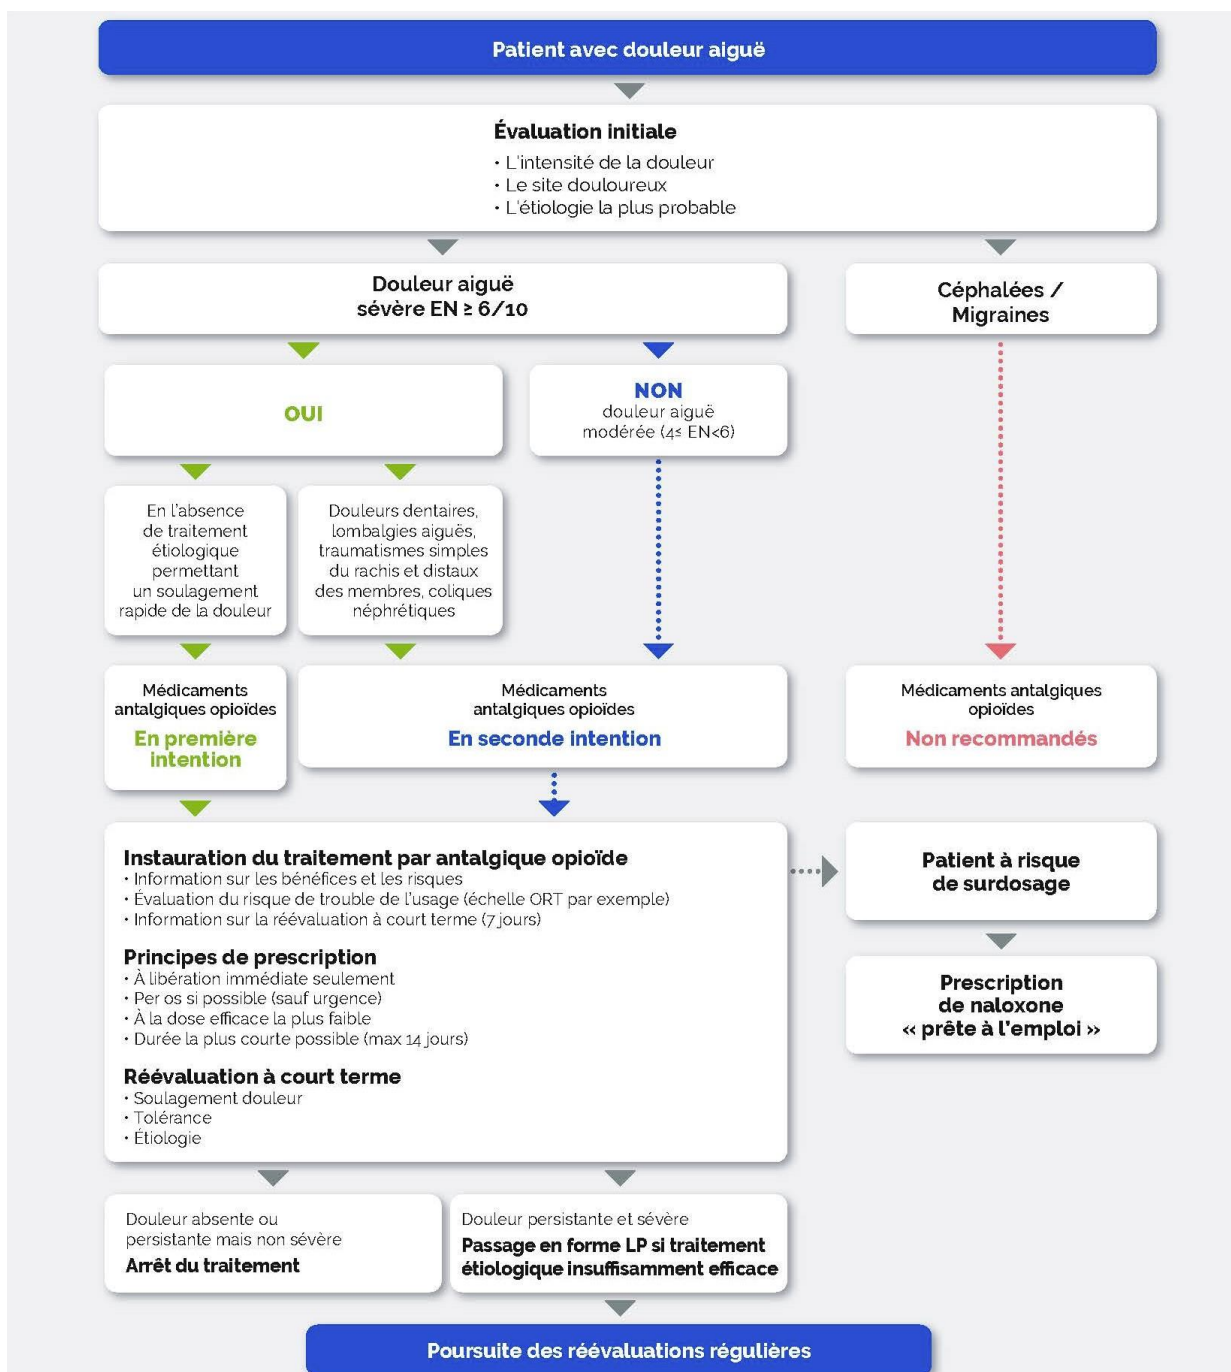 Patient avec douleur aiguë
Évaluation initiale
• L'intensité de la douleur
• Le site douloureux
• L'étiologie la plus probable
Douleur aiguë
sévère EN ≥ 6/10
Céphalées /
Migraines
OUI
NON
douleur aiguë
modérée (4≤ EN<6)
En l'absence
de traitement
étiologique
permettant
un soulagement
rapide de la douleur
Douleurs dentaires,
lombalgies aiguës,
traumatismes simples
du rachis et distaux
des membres, coliques
néphrétiques
Médicaments
antalgiques opioïdes
En première
intention
Médicaments
antalgiques opioïdes
En seconde intention
Médicaments antalgiques
opioïdes
Non recommandés
Instauration du traitement par antalgique opioïde
• Information sur les bénéfices et les risques
• Évaluation du risque de trouble de l'usage (échelle ORT par exemple)
• Information sur la réévaluation à court terme (7 jours)
Principes de prescription
• À libération immédiate seulement
• Per os si possible (sauf urgence)
• À la dose efficace la plus faible
• Durée la plus courte possible (max 14 jours)
Réévaluation à court terme
• Soulagement douleur
• Tolérance
• Étiologie
Patient à risque
de surdosage
Prescription
de naloxone
« prête à l'emploi »
Douleur absente ou
persistante mais non sévère
Arrêt du traitement
Douleur persistante et sévère
Passage en forme LP si traitement
étiologique insuffisamment efficace
Poursuite des réévaluations régulières